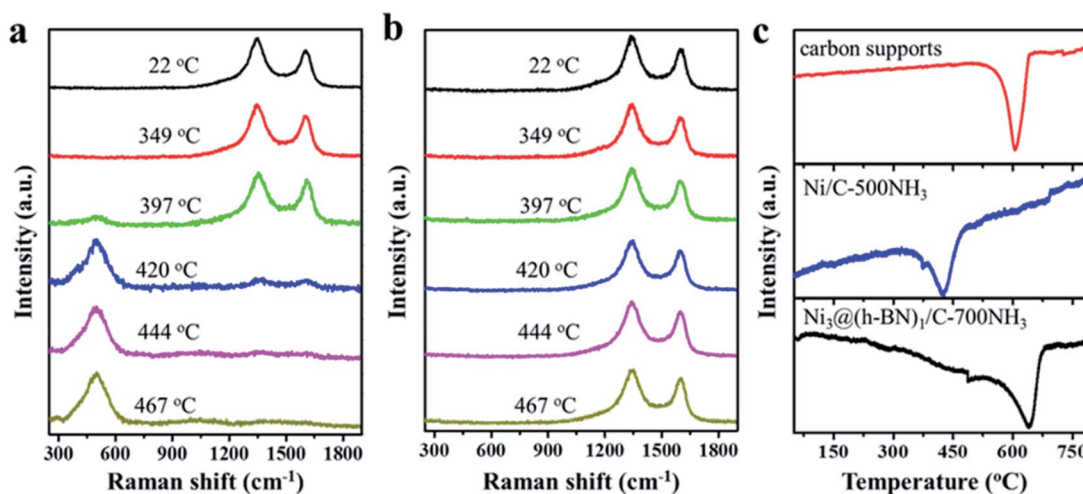 a
Intensity (a.u.)
22 °C
349 °C
397 °C
420 °C
444 °C
467 °C
300 600 900 1200 1500 1800
Raman shift (cm⁻¹)
b
Intensity (a.u.)
22 °C
349 °C
397 °C
420 °C
444 °C
467 °C
300 600 900 1200 1500 1800
Raman shift (cm⁻¹)
c
Intensity (a.u.)
carbon supports
Ni/C-500NH₃
Ni₃@(h-BN)₁/C-700NH₃
150 300 450 600 750
Temperature (°C)